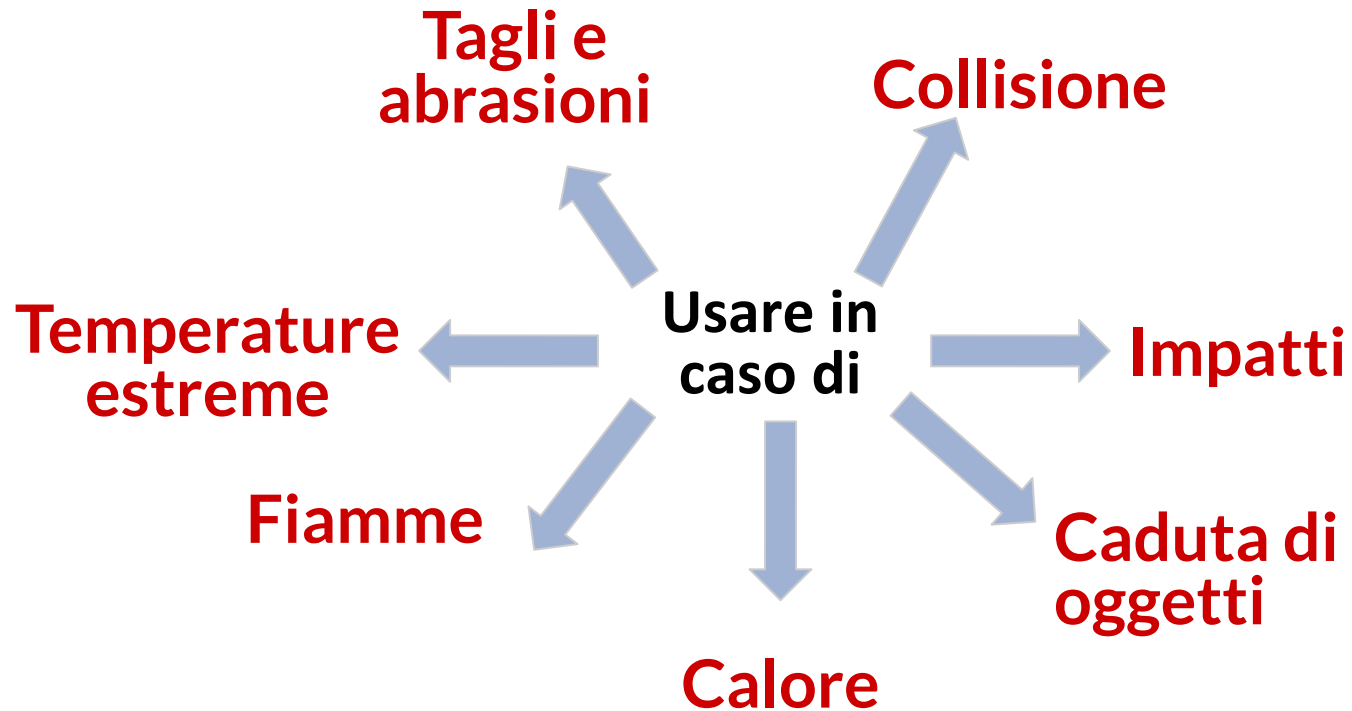 Tagli e
abrasioni
Collisione
Usare in
caso di
Temperature
estreme
Impatti
Fiamme
Caduta di
oggetti
Calore